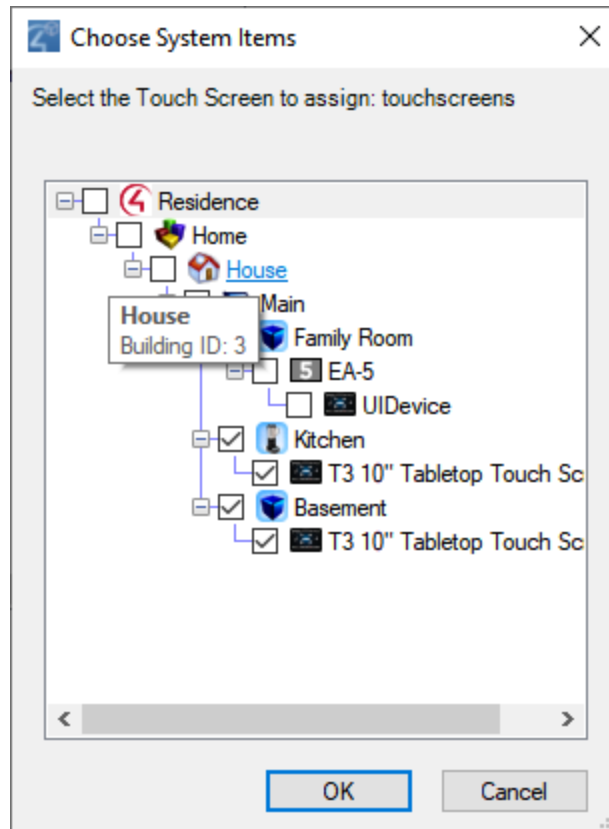 Choose System Items
Select the Touch Screen to assign: touchscreens
Residence
Home
House
Main
House
Building ID: 3
Family Room
5 EA-5
UIDevice
Kitchen
T3 10" Tabletop Touch Sc
Basement
T3 10" Tabletop Touch Sc
OK
Cancel